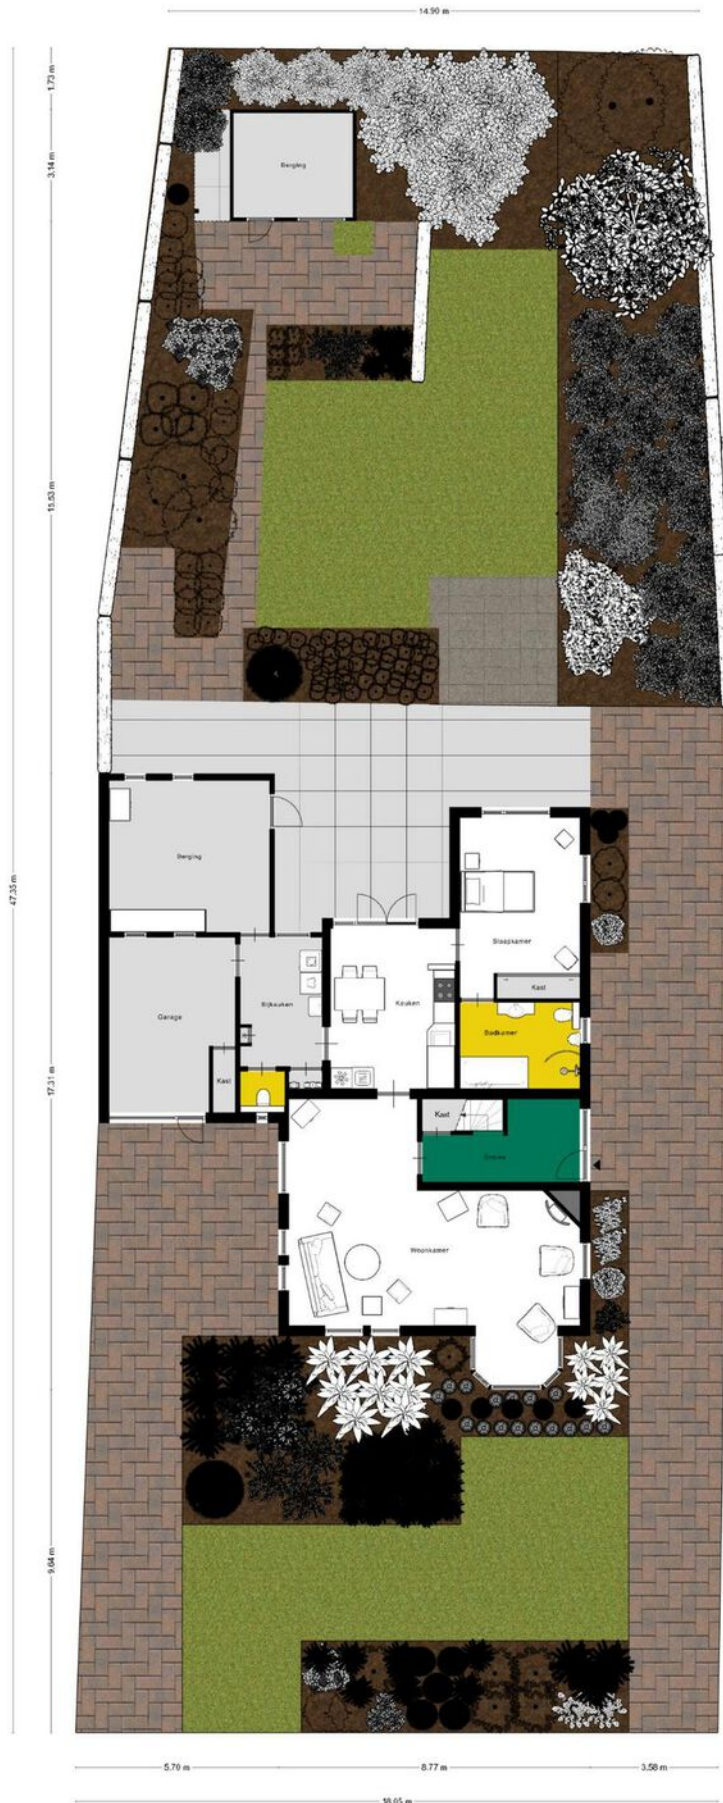 14.90 m
1.73 m
3.14 m
Berging
15.53 m
47.35 m
Berging
Slaapkamer
Garage
Bijkeuken
Keuken
Kast
Badkamer
17.31 m
Kast
Kast
Entree
Woonkamer
9.64 m
5.70 m
8.77 m
3.58 m
18.05 m